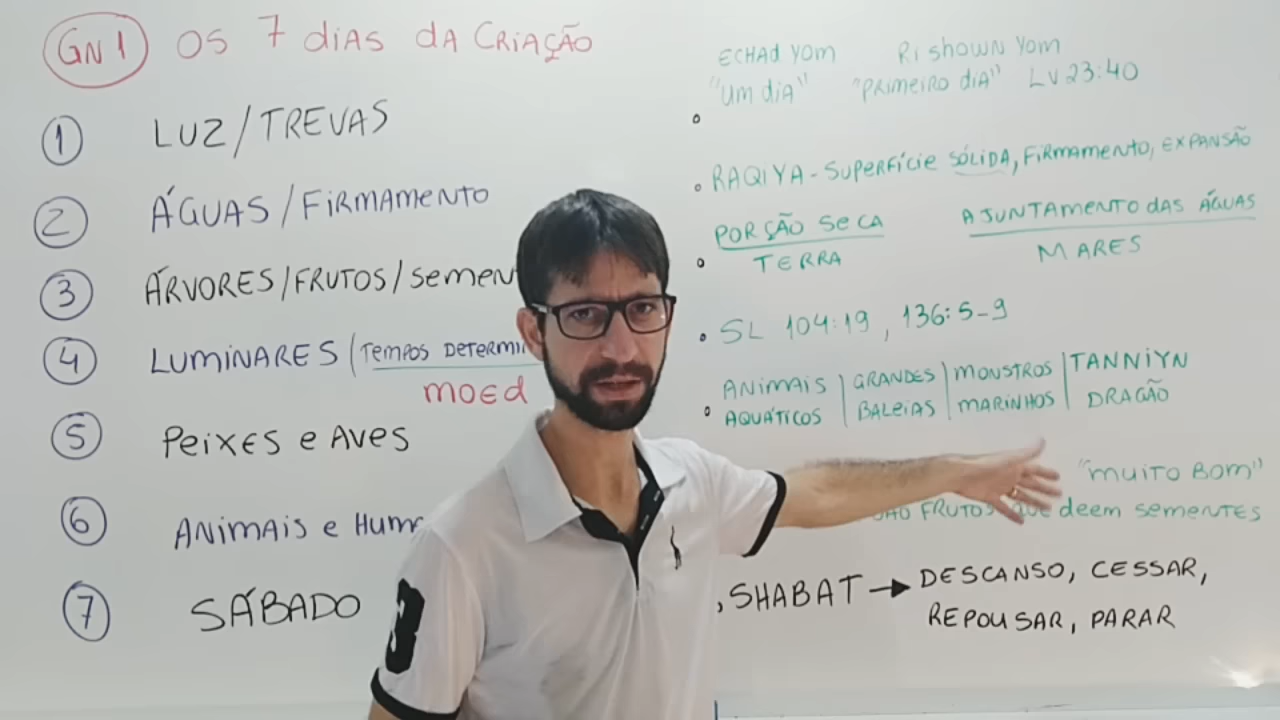 GN 1 OS 7 dias da CRiAÇÃO
1 LUZ/TREVAS
2 ÁGUAS/FiRMAMENTO
3 ÁRVORES/FRUTOS/semen
4 LUMiNARES/TEMPOS DETERMi
MOEd
5 PEiXES e AVES
6 ANiMAiS e Hum
7 SÁBADO
ECHAd YOM Ri shown Yom
"Um diA" "PRiMEiRO diA" LV 23:40
RAQiYA - SUPERFÍCiE SÓLiDA, FiRMAMENTO, EXPANSÃO
PORÇÃO SECA AJUNTAMENTO DAS ÁGUAS
TERRA MARES
SL 104:19, 136:5-9
ANiMAiS AQUÁTiCOS | GRANDES BALEiAS | MONSTROS MARiNHOS | TANNiYN DRAGÃO
"MUiTO BOM"
FRUTOS QUE deem SEMENTES
, SHABAT → DESCANSO, CESSAR,
REPOUSAR, PARAR
3